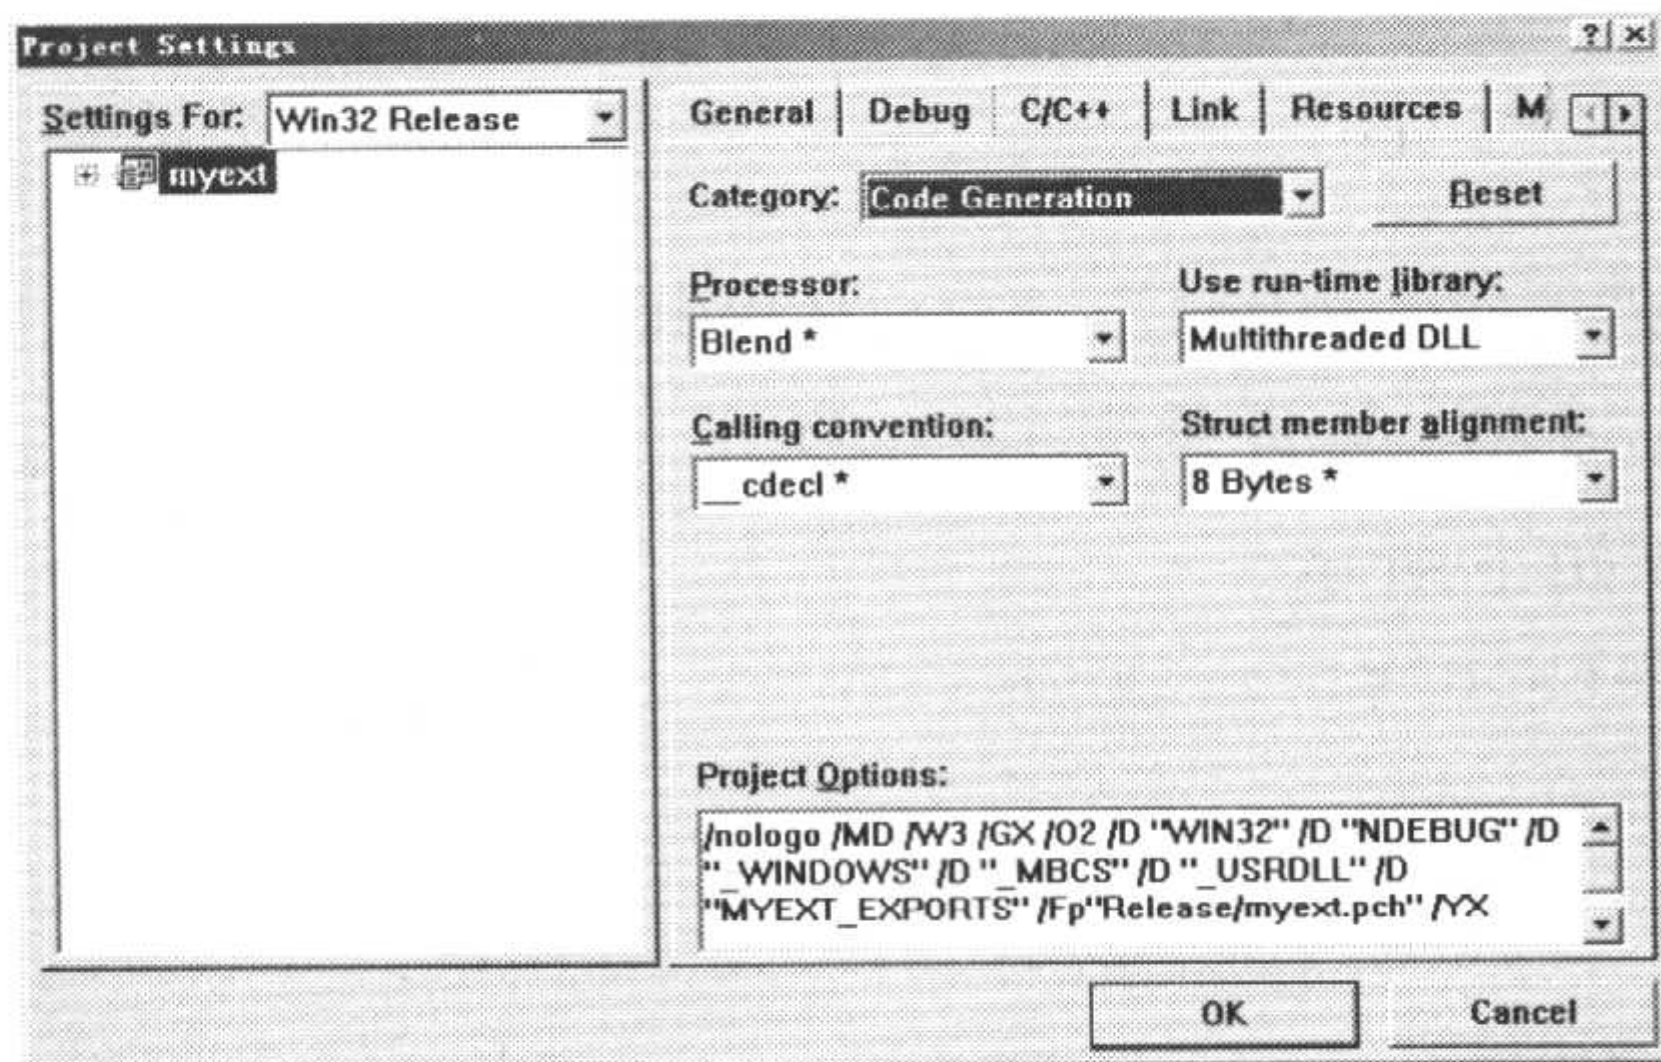 Project Settings
Settings For: Win32 Release
myext
General Debug C/C++ Link Resources M
Category: Code Generation Reset
Processor: Use run-time library:
Blend * Multithreaded DLL
Calling convention: Struct member alignment:
__cdecl * 8 Bytes *
Project Options:
/nologo /MD /W3 /GX /O2 /D "WIN32" /D "NDEBUG" /D
"_WINDOWS" /D "_MBCS" /D "_USRDLL" /D
"MYEXT_EXPORTS" /Fp"Release/myext.pch" /YX
OK Cancel